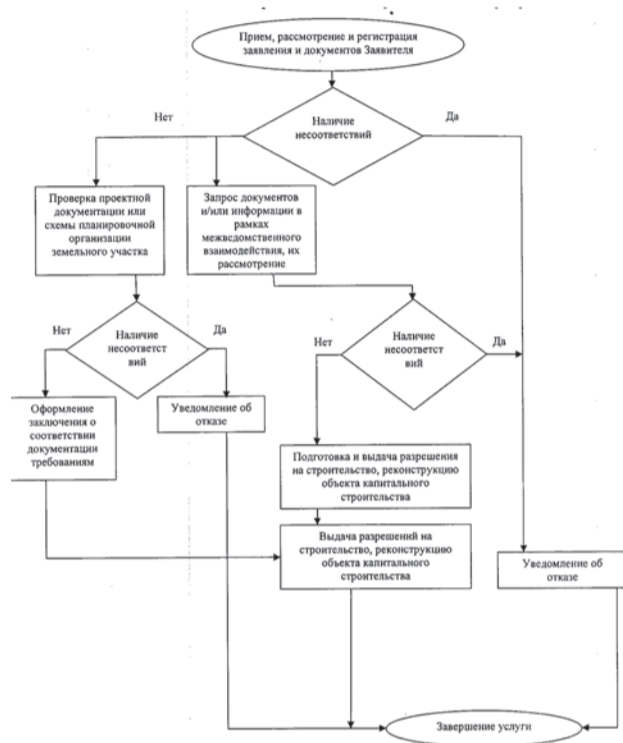 Прием, рассмотрение и регистрация
заявления и документов Заявителя
Нет
Наличие
несоответствий
Да
Проверка проектной
документации или
схемы планировочной
организации
земельного участка
Запрос документов
и/или информации в
рамках
межведомственного
взаимодействия, их
рассмотрение
Нет
Наличие
несоответст
вий
Да
Нет
Наличие
несоответст
вий
Да
Оформление
заключения о
соответствии
документации
требованиям
Уведомление об
отказе
Подготовка и выдача разрешения
на строительство, реконструкцию
объекта капитального
строительства
Выдача разрешений на
строительство, реконструкцию
объекта капитального
строительства
Уведомление об
отказе
Завершение услуги